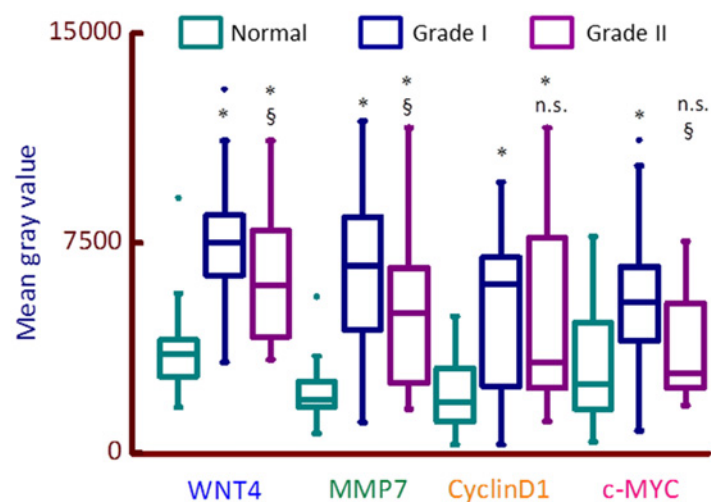 15000
Normal
Grade I
Grade II
*
*
§
*
*
§
*
*
n.s.
*
n.s.
§
7500
0
Mean gray value
WNT4
MMP7
CyclinD1
c-MYC